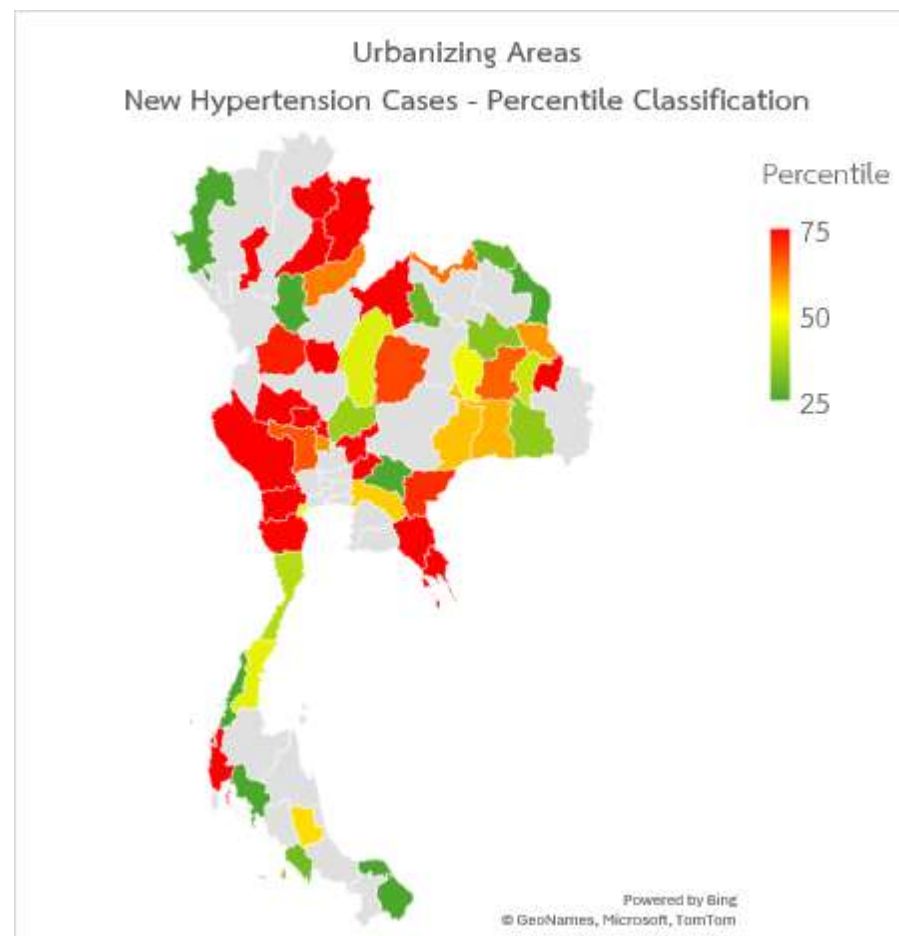 Urbanizing Areas
New Hypertension Cases - Percentile Classification
Percentile
75
50
25
Powered by Bing
© GeoNames, Microsoft, TomTom